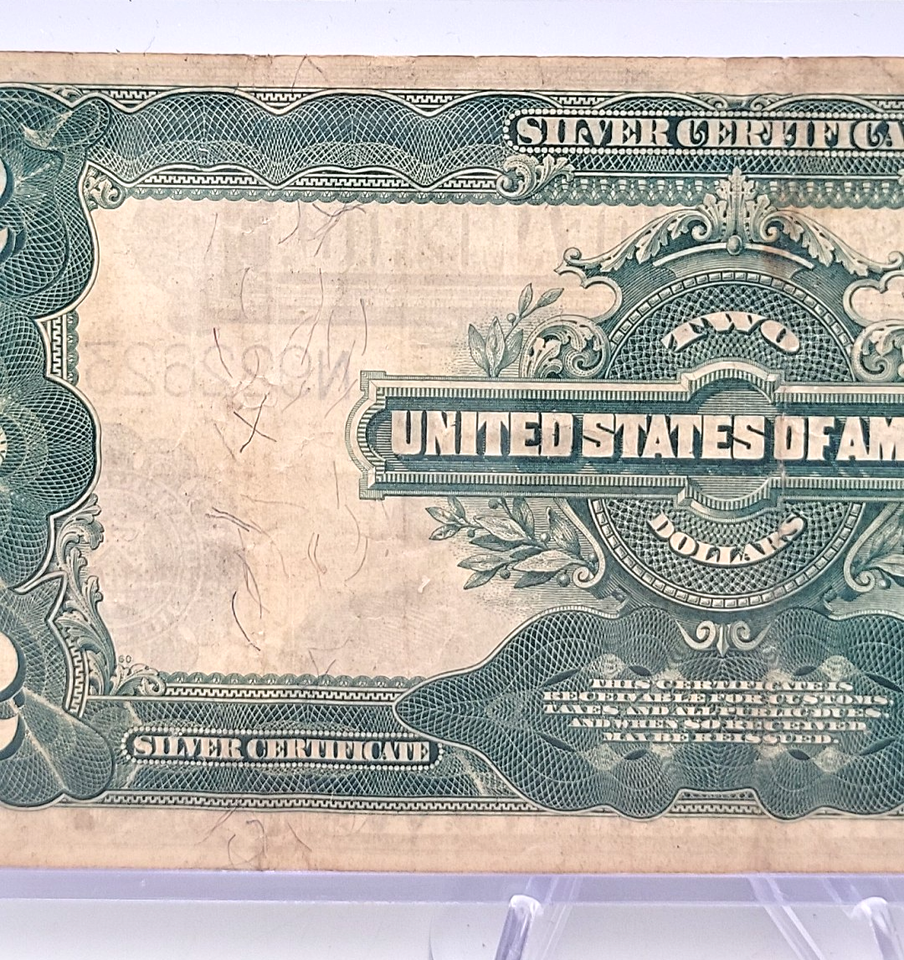 SILVER CERTIFICA
TWO
UNITED STATES OF AM
DOLLARS
THIS CERTIFICATE IS
RECEIVABLE FOR CUSTOMS
TAXES AND ALL PUBLIC DUES
AND WHEN SO RECEIVED
MAY BE REISSUED
SILVER CERTIFICATE